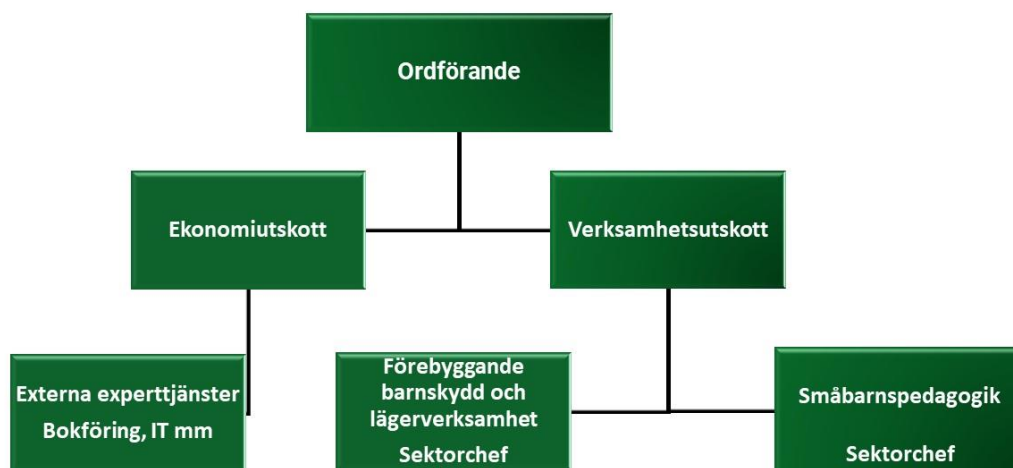 Ordförande
Ekonomiutskott
Verksamhetsutskott
Externa experttjänster
Bokföring, IT mm
Förebyggande
barnskydd och
lägerverksamhet
Sektorchef
Småbarnspedagogik
Sektorchef